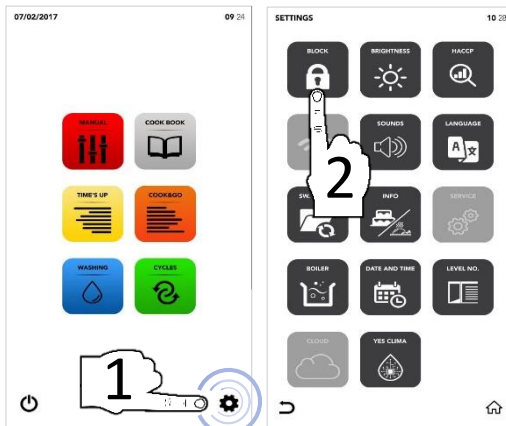 07/02/2017
09 24
MANUAL
COOK BOOK
TIME'S UP
COOK&GO
WASHING
CYCLES
1
SETTINGS
10 28
BLOCK
BRIGHTNESS
HACCP
SOUNDS
LANGUAGE
A
2
SW.
INFO
SERVICE
BOILER
DATE AND TIME
LEVEL NO.
CLOUD
YES CLIMA